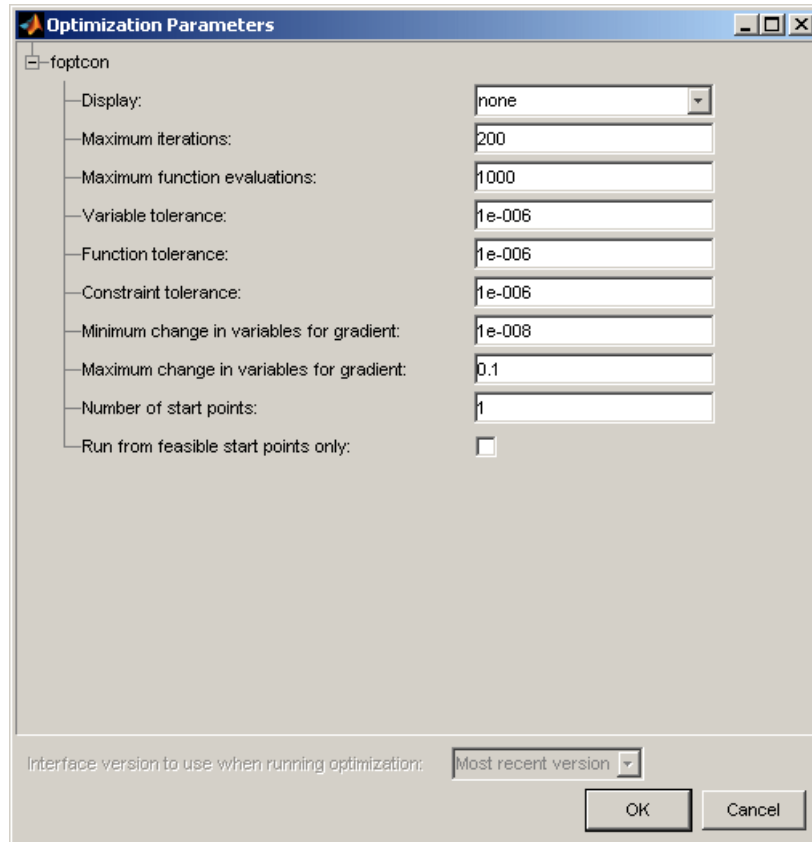 Optimization Parameters
foptcon
Display: none
Maximum iterations: 200
Maximum function evaluations: 1000
Variable tolerance: 1e-006
Function tolerance: 1e-006
Constraint tolerance: 1e-006
Minimum change in variables for gradient: 1e-008
Maximum change in variables for gradient: 0.1
Number of start points: 1
Run from feasible start points only:
Interface version to use when running optimization: Most recent version
OK Cancel